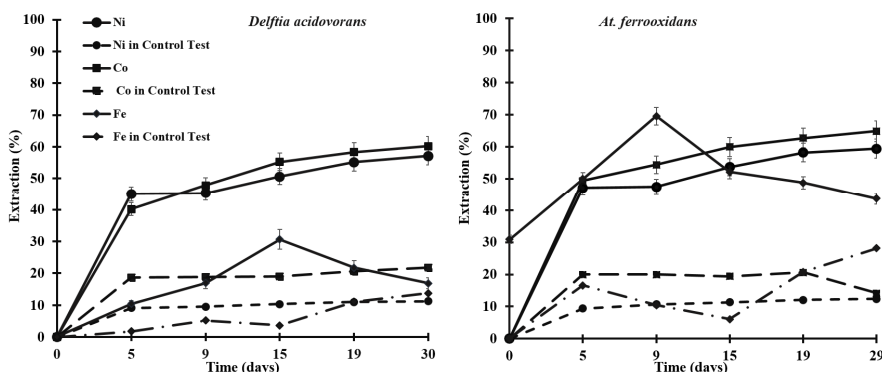 Delftia acidovorans
Ni
Ni in Control Test
Co
Co in Control Test
Fe
Fe in Control Test
Extraction (%)
100
90
80
70
60
50
40
30
20
10
0
0 5 9 15 19 30
Time (days)
At. ferrooxidans
Extraction (%)
100
90
80
70
60
50
40
30
20
10
0
0 5 9 15 19 29
Time (days)